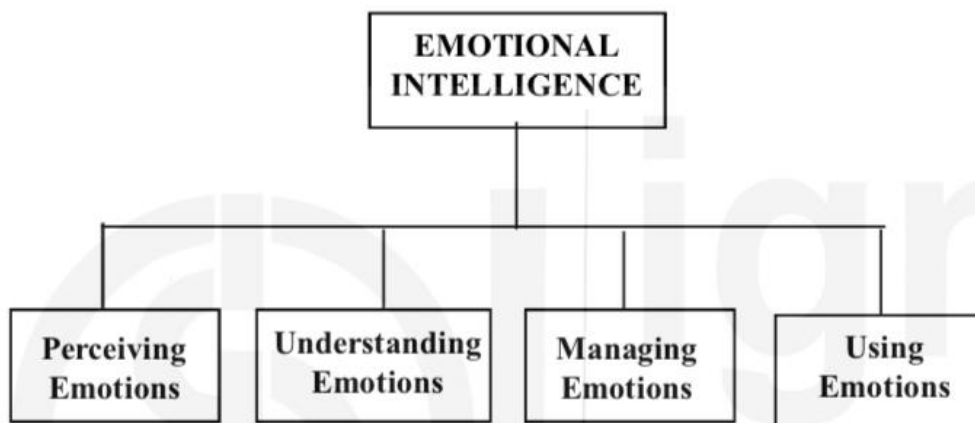 EMOTIONAL
INTELLIGENCE
Perceiving
Emotions
Understanding
Emotions
Managing
Emotions
Using
Emotions